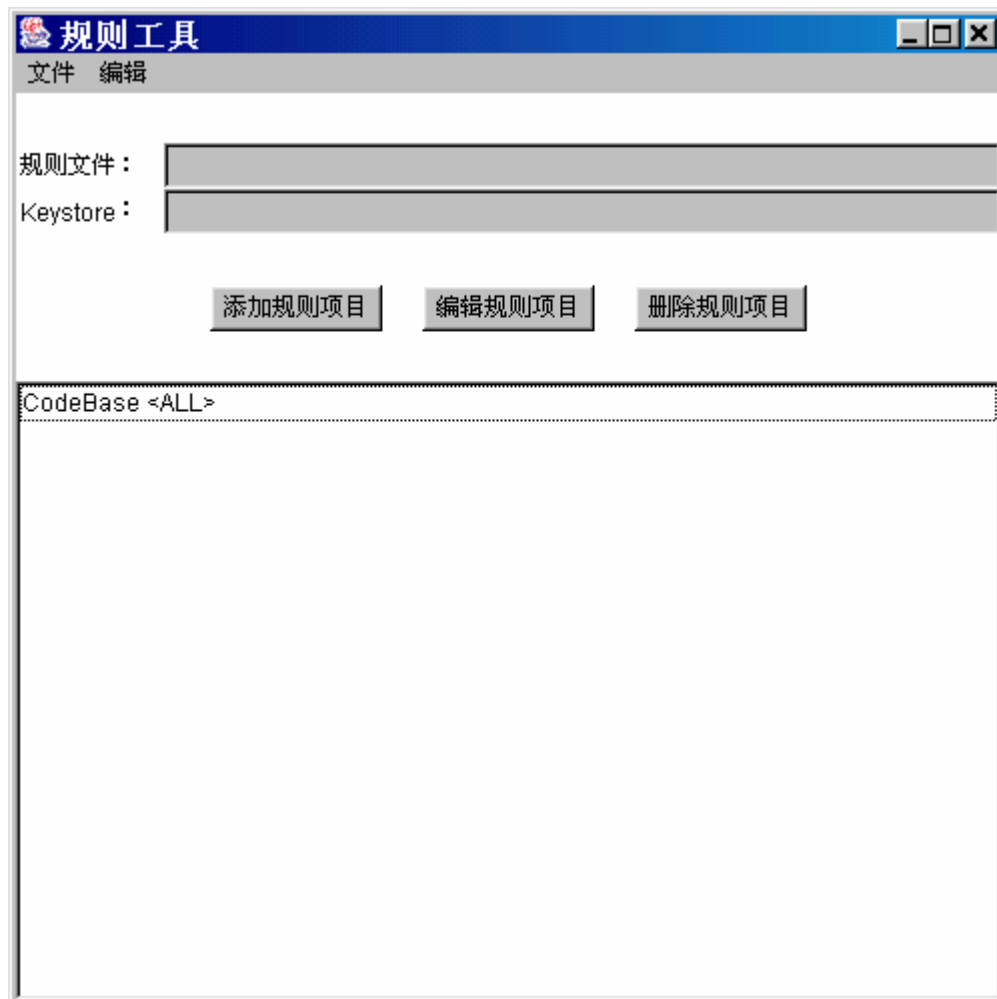 规则工具
文件 编辑
规则文件：
Keystore：
添加规则项目 编辑规则项目 删除规则项目
CodeBase <ALL>